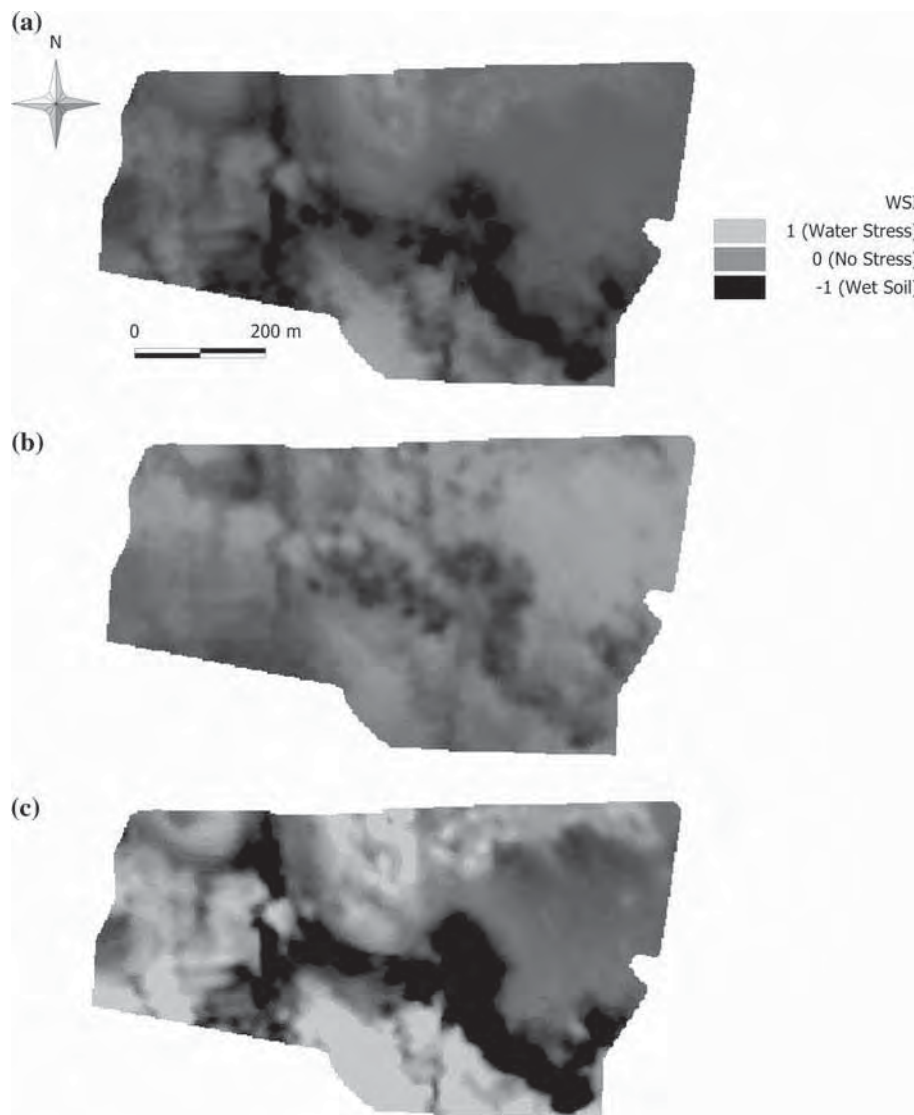 (a)
N
WSI
1 (Water Stress)
0 (No Stress)
-1 (Wet Soil)
0 200 m
(b)
(c)